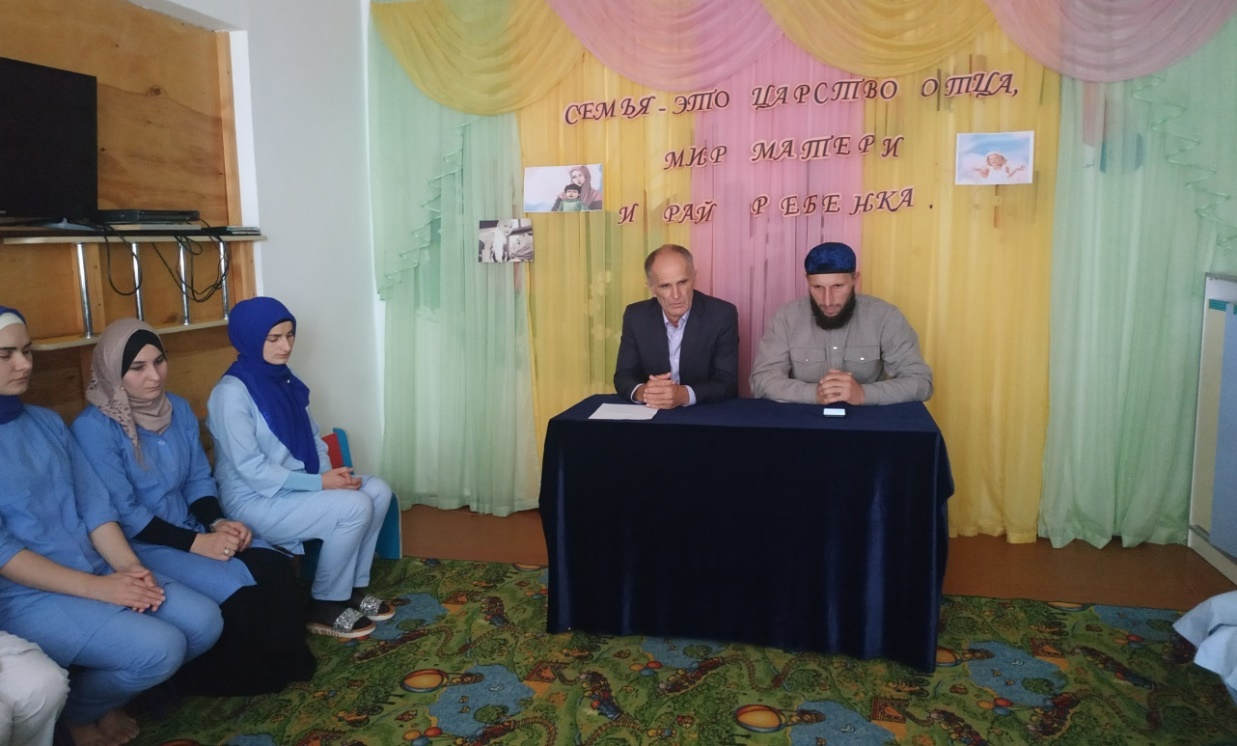 СЕМЬЯ - ЭТО ЦАРСТВО ОТЦА,
МИР МАТЕРИ
И РАЙ РЕБЕНКА.